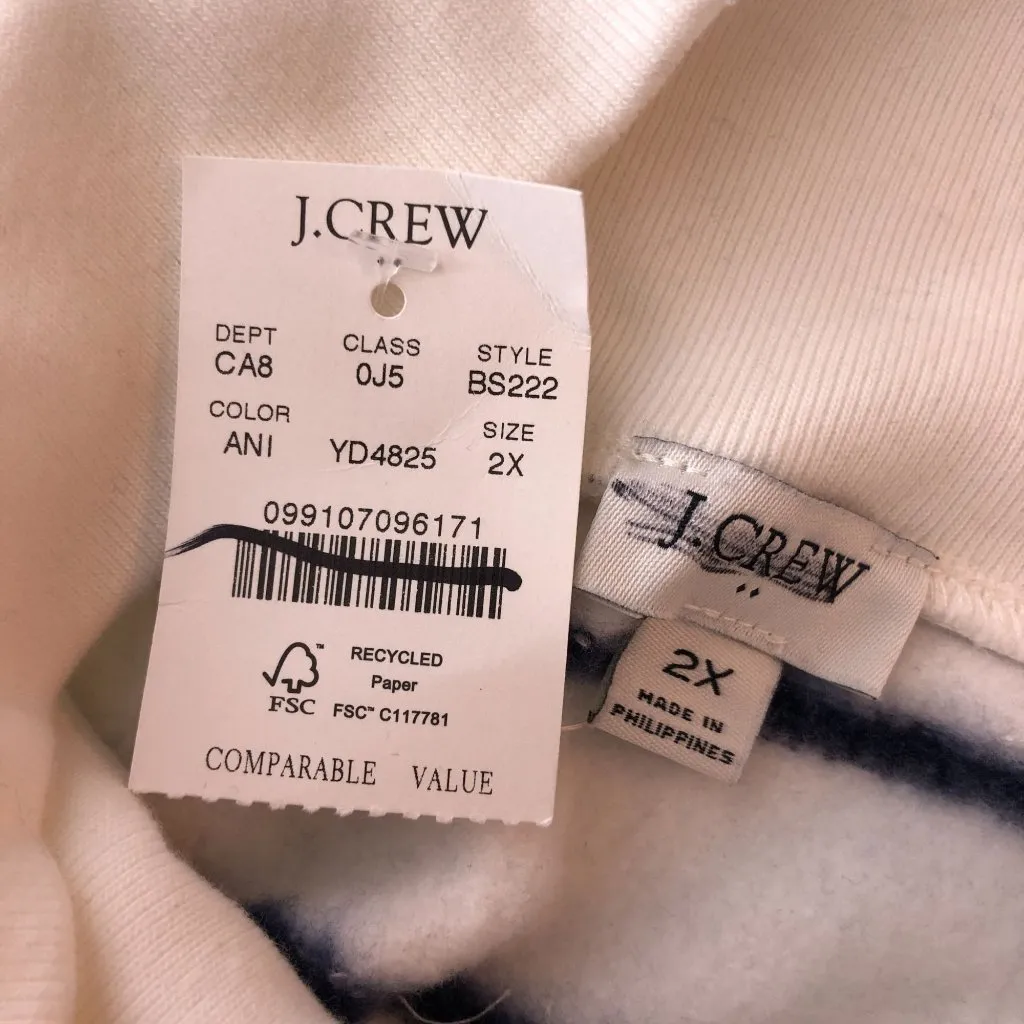 J.CREW
DEPT CLASS STYLE
CA8 0J5 BS222
COLOR SIZE
ANI YD4825 2X
099107096171
FSC™
RECYCLED
Paper
FSC™ C117781
COMPARABLE VALUE
J.CREW
2X
MADE IN
PHILIPPINES